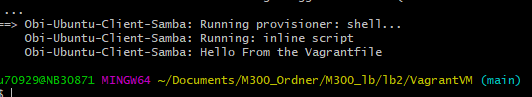 ...
==> Obi-Ubuntu-Client-Samba: Running provisioner: shell...
Obi-Ubuntu-Client-Samba: Running: inline script
Obi-Ubuntu-Client-Samba: Hello From the Vagrantfile
u70929@NB30871 MINGW64 ~/Documents/M300_Ordner/M300_lb/lb2/VagrantVM (main)
$